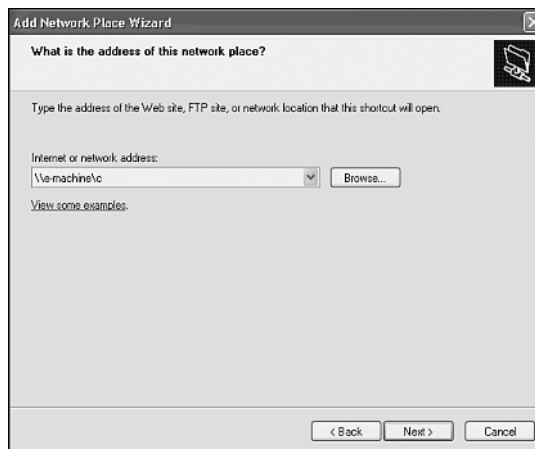 Add Network Place Wizard
What is the address of this network place?
Type the address of the Web site, FTP site, or network location that this shortcut will open.
Internet or network address:
\\e-machine\c
Browse...
View some examples.
< Back
Next >
Cancel